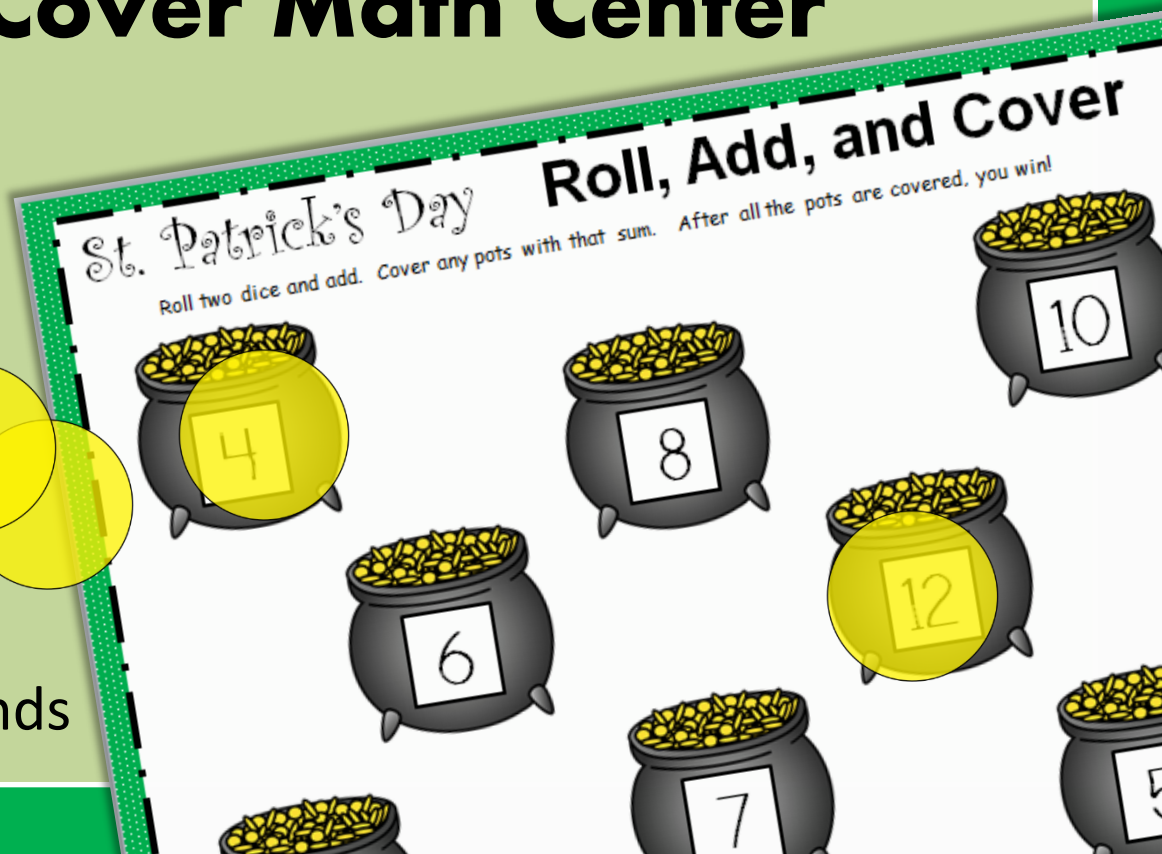 Cover Math Center
Roll, Add, and Cover
St. Patrick's Day
Roll two dice and add. Cover any pots with that sum. After all the pots are covered, you win!
10
4
8
12
6
7
5